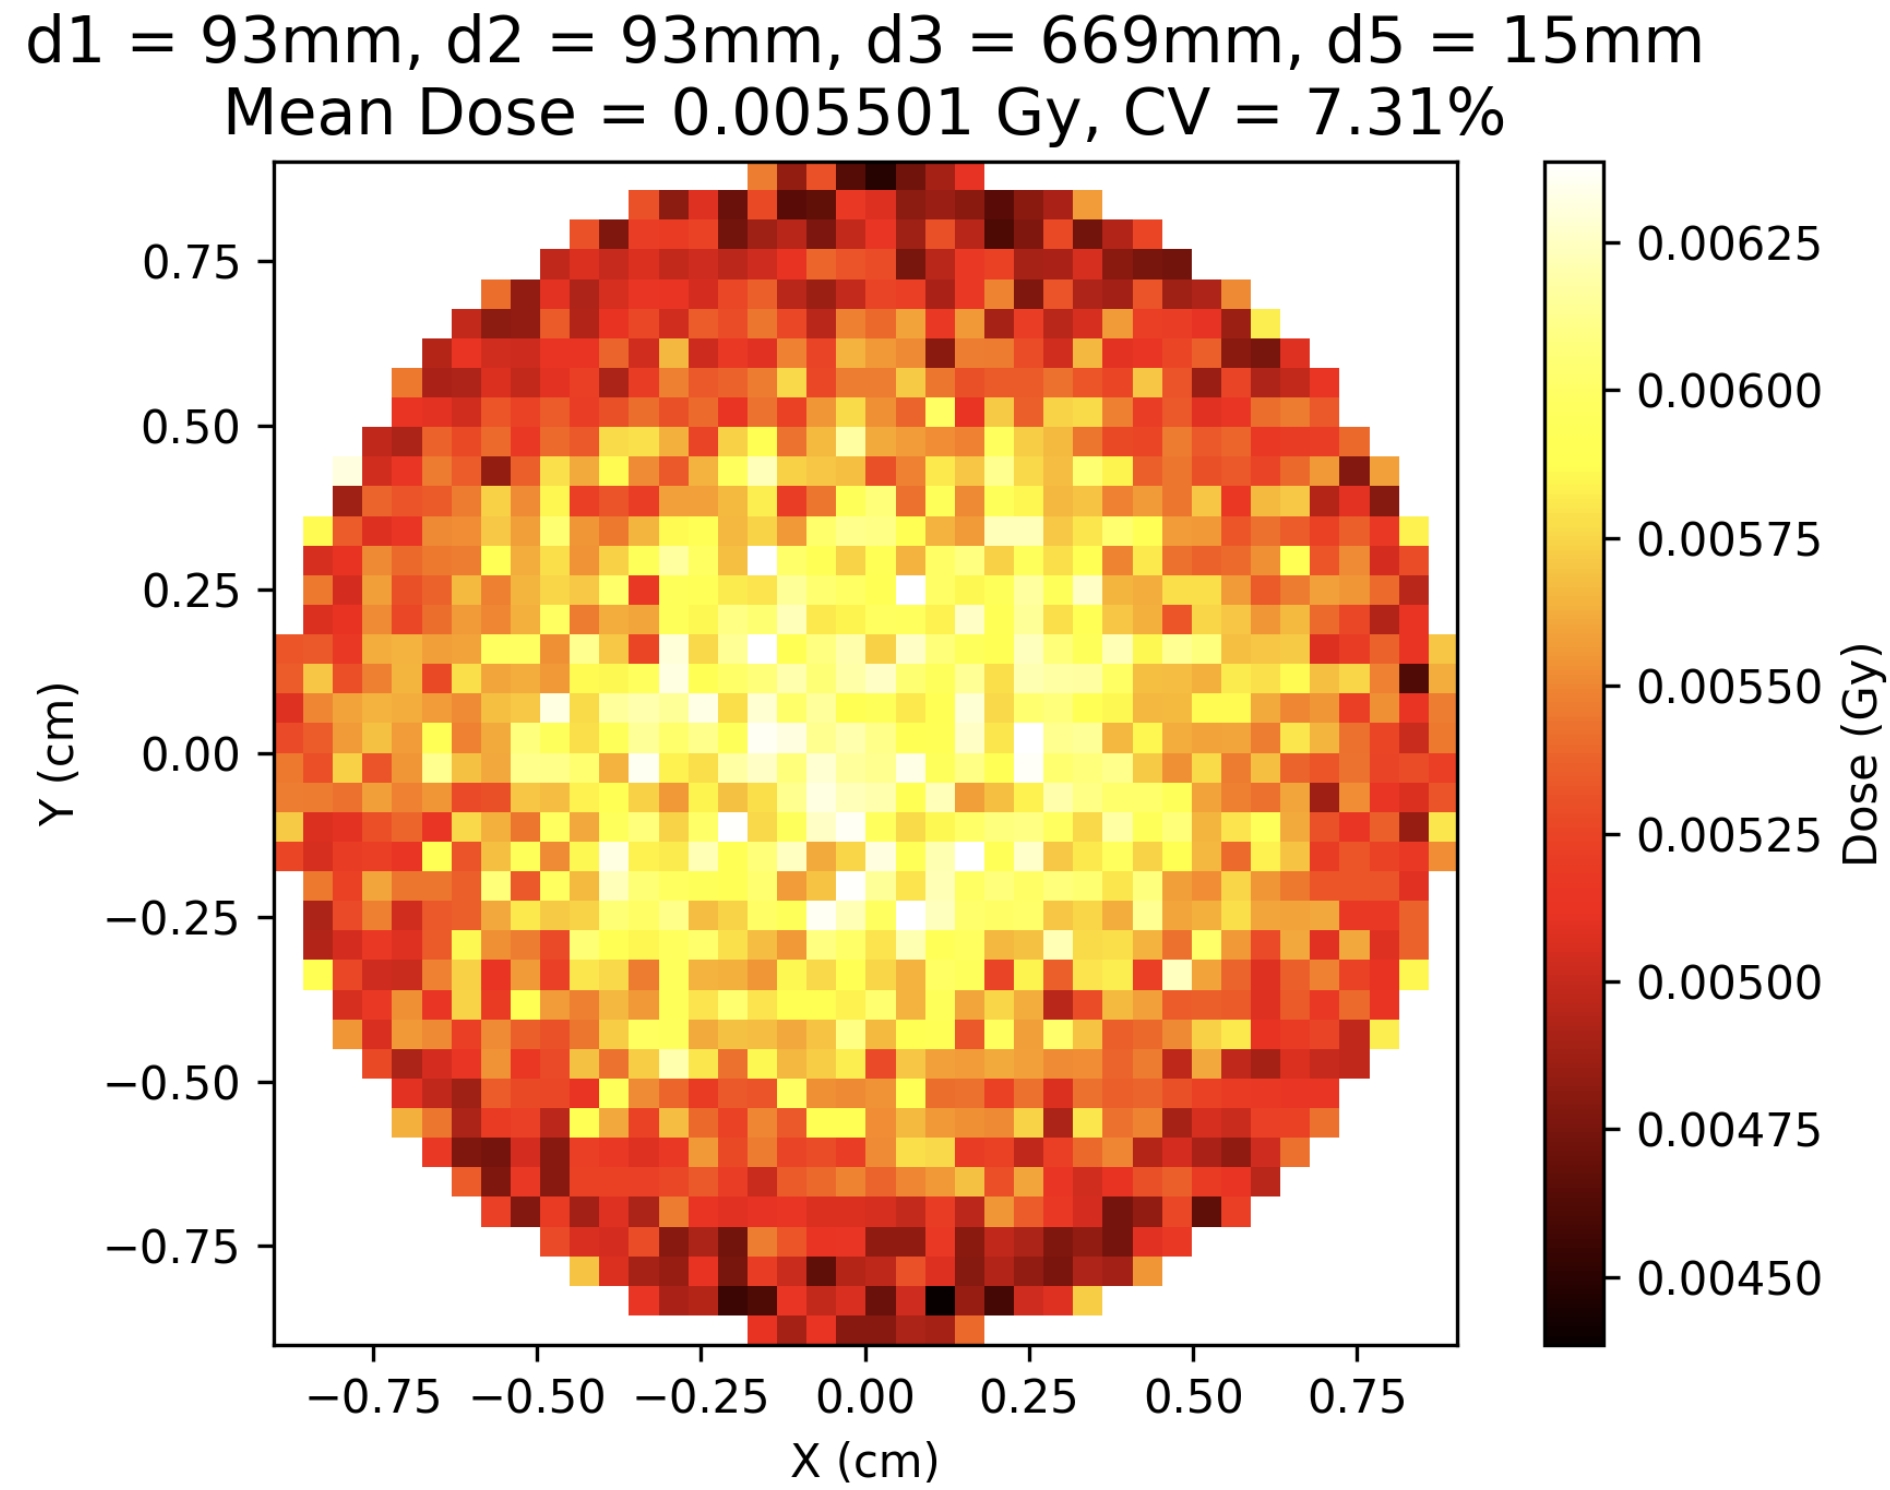 d1 = 93mm, d2 = 93mm, d3 = 669mm, d5 = 15mm
Mean Dose = 0.005501 Gy, CV = 7.31%
0.75
0.50
0.25
0.00
−0.25
−0.50
−0.75
Y (cm)
−0.75 −0.50 −0.25 0.00 0.25 0.50 0.75
X (cm)
0.00625
0.00600
0.00575
0.00550
0.00525
0.00500
0.00475
0.00450
Dose (Gy)